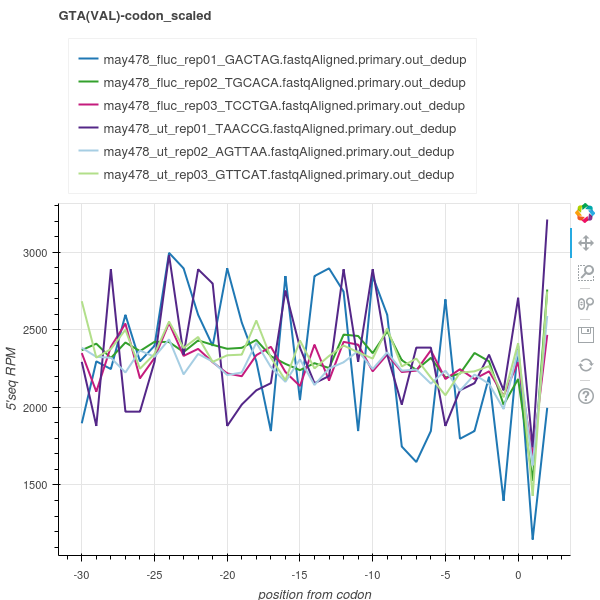 GTA(VAL)-codon_scaled
may478_fluc_rep01_GACTAG.fastqAligned.primary.out_dedup
may478_fluc_rep02_TGCACA.fastqAligned.primary.out_dedup
may478_fluc_rep03_TCCTGA.fastqAligned.primary.out_dedup
may478_ut_rep01_TAACCG.fastqAligned.primary.out_dedup
may478_ut_rep02_AGTTAA.fastqAligned.primary.out_dedup
may478_ut_rep03_GTTCAT.fastqAligned.primary.out_dedup
3000
2500
2000
1500
5'seq RPM
-30 -25 -20 -15 -10 -5 0
position from codon